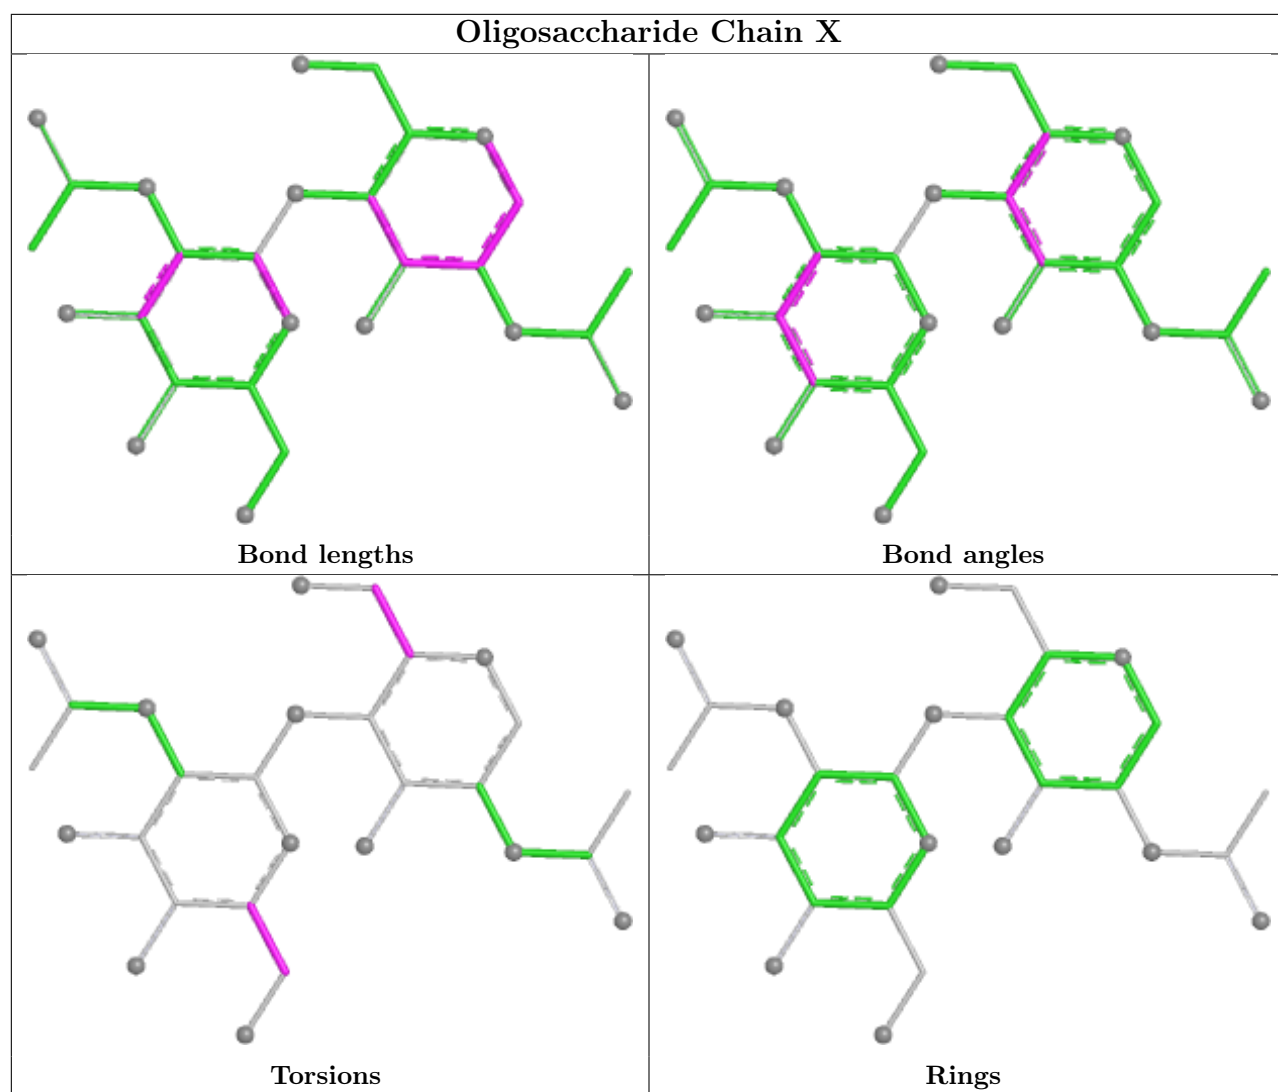 Oligosaccharide Chain X
Bond lengths
Bond angles
Torsions
Rings